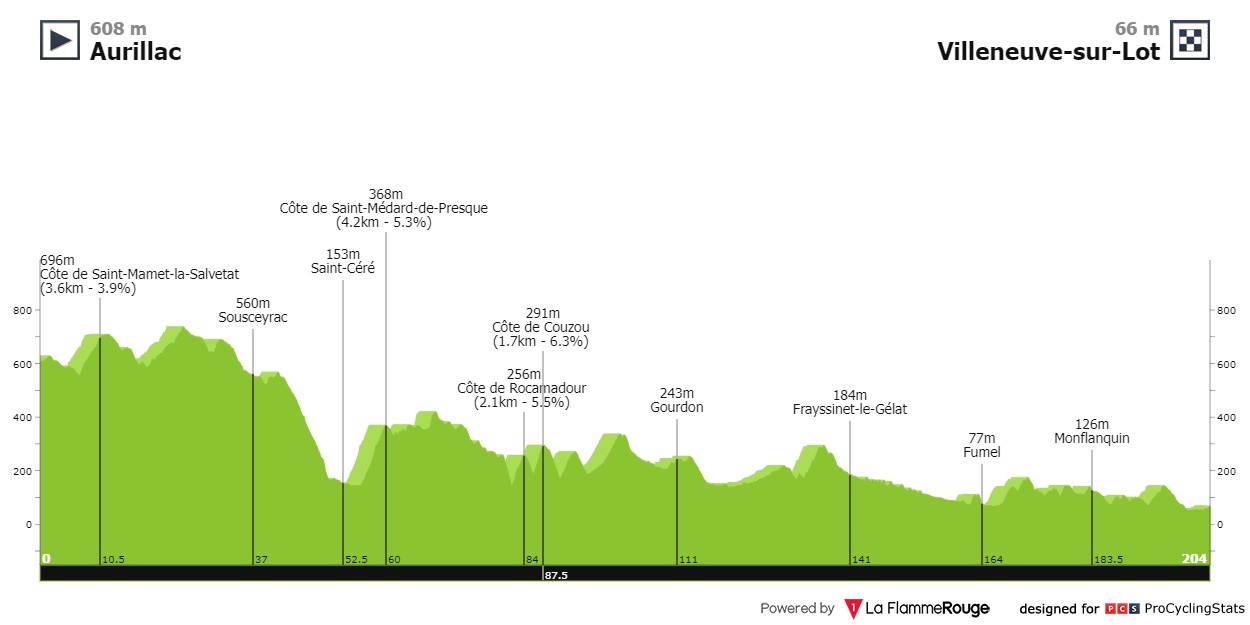 608 m
Aurillac
66 m
Villeneuve-sur-Lot
368m
Côte de Saint-Médard-de-Presque
(4.2km - 5.3%)
153m
Saint-Céré
696m
Côte de Saint-Mamet-la-Salvetat
(3.6km - 3.9%)
560m
Sousceyrac
291m
Côte de Couzou
(1.7km - 6.3%)
256m
Côte de Rocamadour
(2.1km - 5.5%)
243m
Gourdon
184m
Frayssinet-le-Gélat
77m
Fumel
126m
Monflanquin
800
600
400
200
0
800
600
400
200
0
0 10.5 37 52.5 60 84 111 141 164 183.5 204
87.5
Powered by 1 La FlammeRouge designed for PCS ProCyclingStats